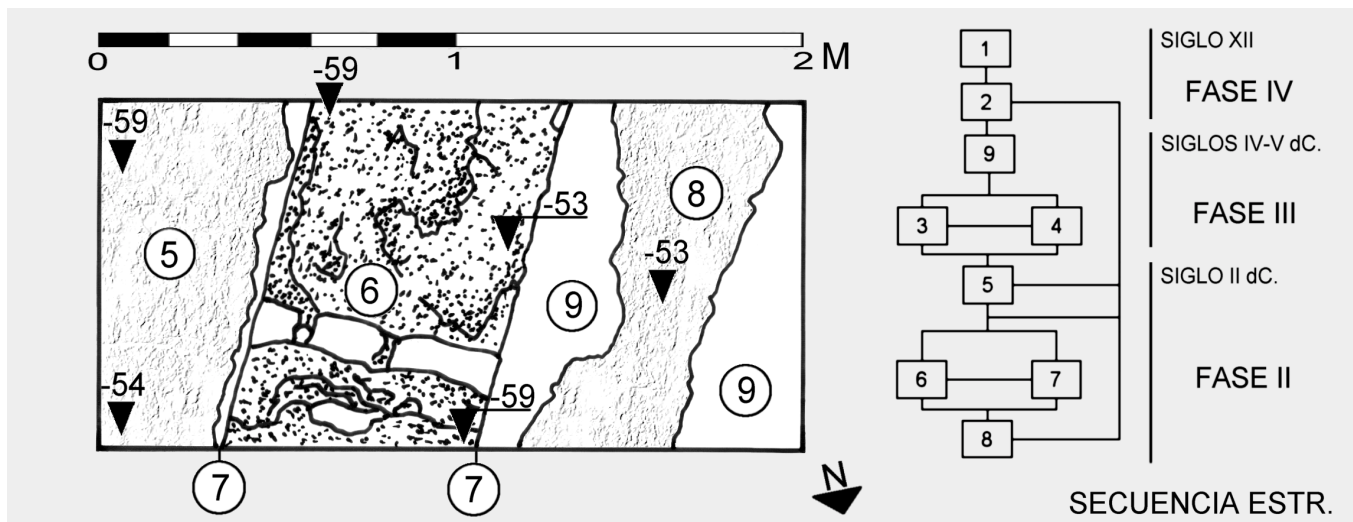 0 1 2 M
-59
-59
5
-54
6
-53
-59
9
8
-53
9
7
7
N
1
2
9
3 4
5
6 7
8
SIGLO XII
FASE IV
SIGLOS IV-V dC.
FASE III
SIGLO II dC.
FASE II
SECUENCIA ESTR.